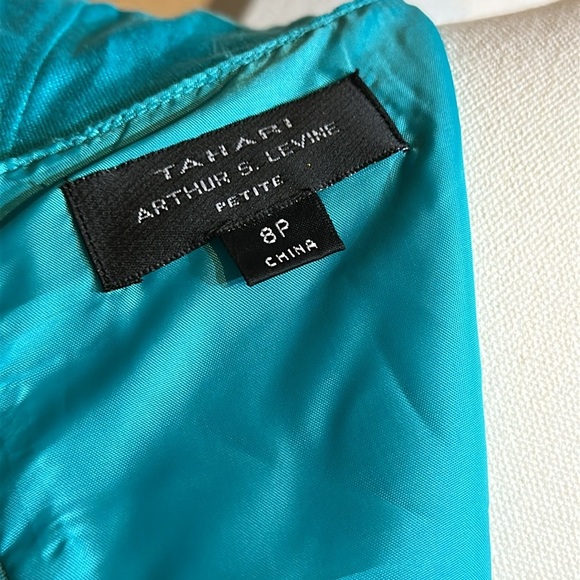 TAHARI
ARTHUR S. LEVINE
PETITE
8P
CHINA